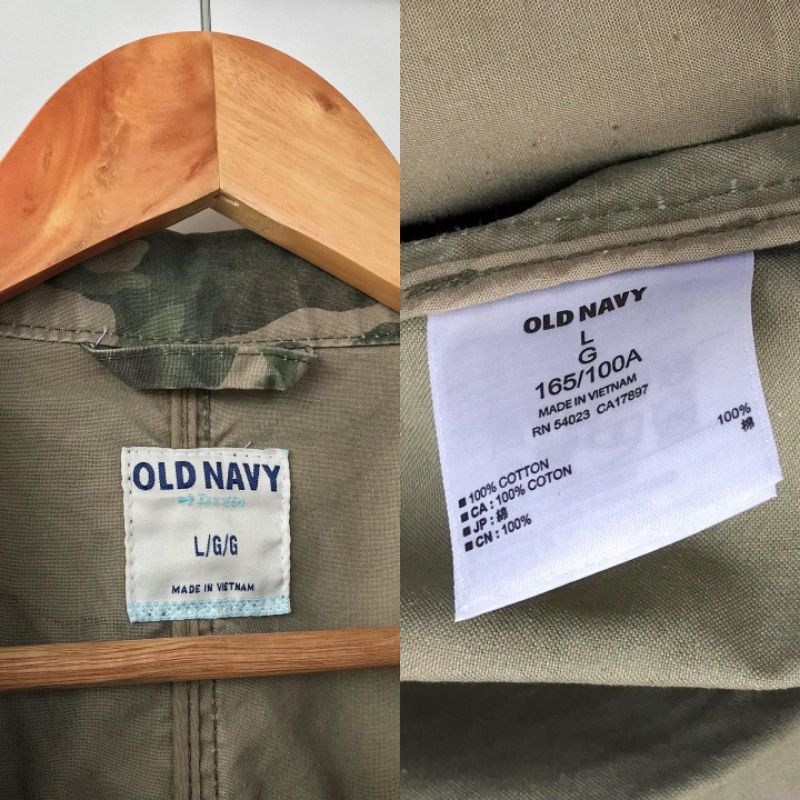 OLD NAVY
L/G/G
MADE IN VIETNAM
OLD NAVY
L
G
165/100A
MADE IN VIETNAM
RN 54023 CA17897
100%
棉
■ 100% COTTON
■ CA : 100% COTON
■ JP : 綿
■ CN : 100%